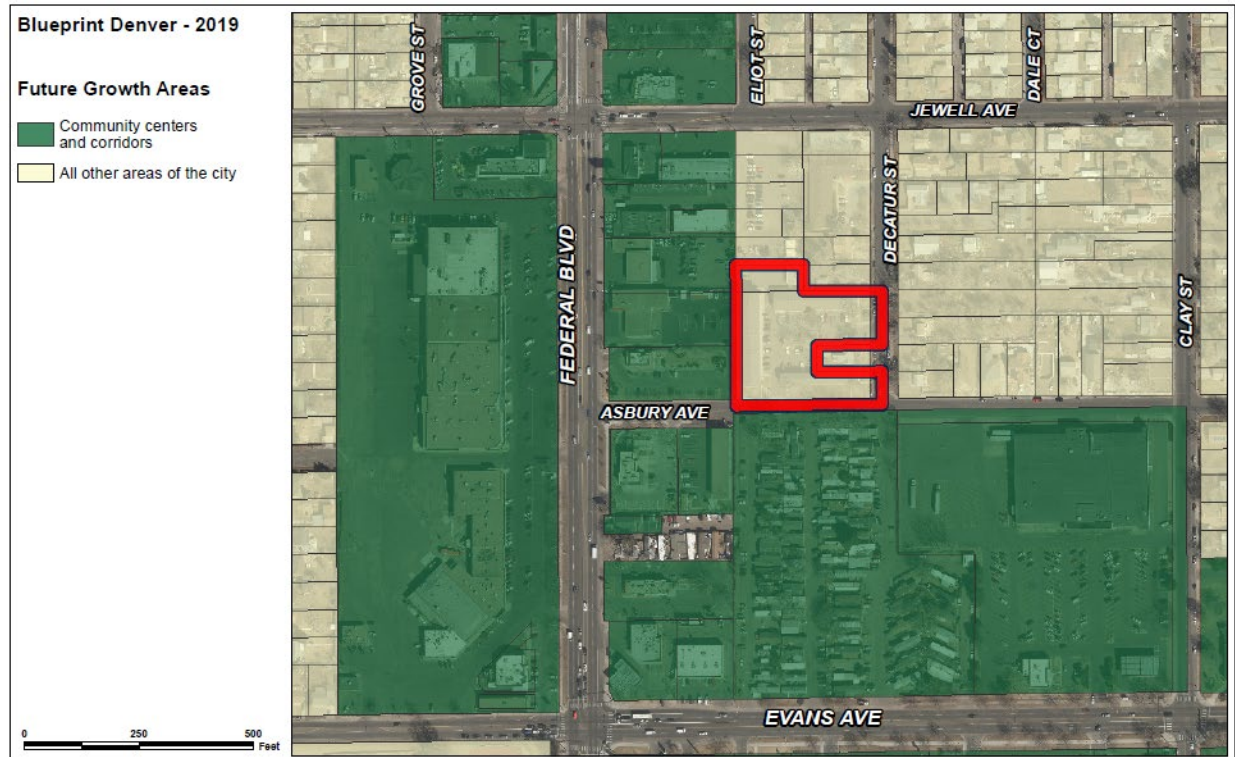 Blueprint Denver - 2019
Future Growth Areas
Community centers
and corridors
All other areas of the city
GROVE ST
ELIOT ST
DALE CT
JEWELL AVE
DECATUR ST
FEDERAL BLVD
CLAY ST
ASBURY AVE
EVANS AVE
0 250 500
Feet